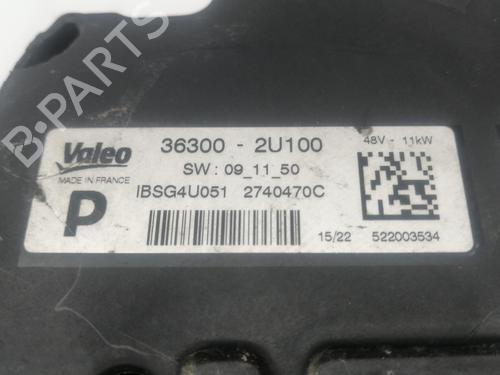 B-PARTS
Valeo
MADE IN FRANCE
P
36300 - 2U100
SW : 09_11_50
IBSG4U051 2740470C
48V - 11kW
15/22 522003534